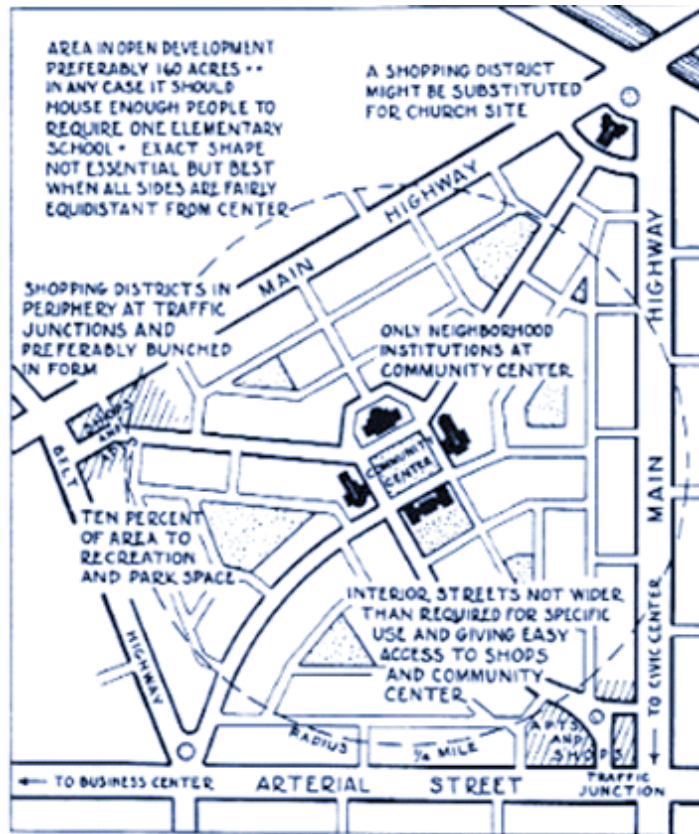 AREA IN OPEN DEVELOPMENT
PREFERABLY 160 ACRES ··
IN ANY CASE IT SHOULD
HOUSE ENOUGH PEOPLE TO
REQUIRE ONE ELEMENTARY
SCHOOL · EXACT SHAPE
NOT ESSENTIAL BUT BEST
WHEN ALL SIDES ARE FAIRLY
EQUIDISTANT FROM CENTER
A SHOPPING DISTRICT
MIGHT BE SUBSTITUTED
FOR CHURCH SITE
MAIN HIGHWAY
HIGHWAY
MAIN
SHOPPING DISTRICTS IN
PERIPHERY AT TRAFFIC
JUNCTIONS AND
PREFERABLY BUNCHED
IN FORM
ONLY NEIGHBORHOOD
INSTITUTIONS AT
COMMUNITY CENTER
SHOPS
AND
COMMUNITY
CENTER
BELT
HIGHWAY
TEN PERCENT
OF AREA TO
RECREATION
AND PARK SPACE
INTERIOR STREETS NOT WIDER
THAN REQUIRED FOR SPECIFIC
USE AND GIVING EASY
ACCESS TO SHOPS
AND COMMUNITY
CENTER
TO CIVIC CENTER
APTS.
AND
SHOPS
RADIUS ¼ MILE
TRAFFIC
JUNCTION
TO BUSINESS CENTER
ARTERIAL STREET